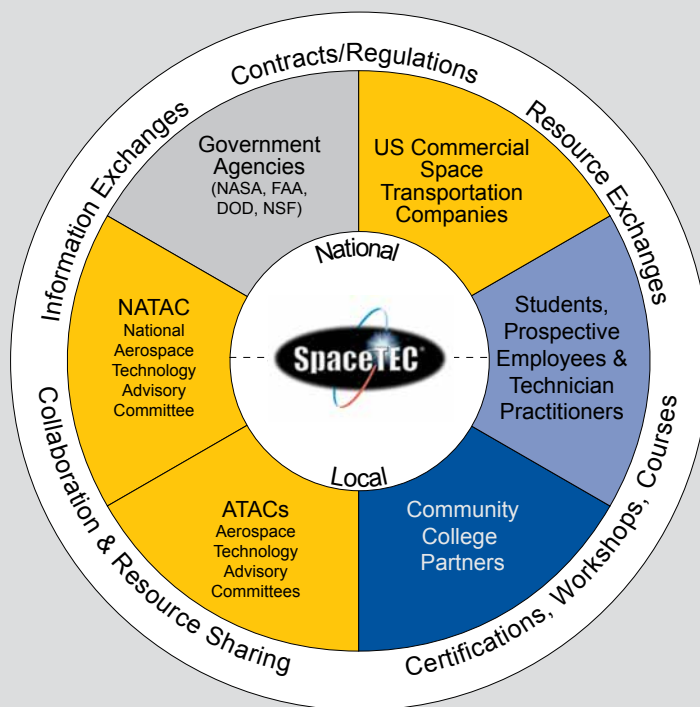 Contracts/Regulations
Information Exchanges
Resource Exchanges
Government
Agencies
(NASA, FAA,
DOD, NSF)
US Commercial
Space
Transportation
Companies
National
NATAC
National
Aerospace
Technology
Advisory
Committee
SpaceTEC®
Students,
Prospective
Employees &
Technician
Practitioners
Local
ATACs
Aerospace
Technology
Advisory
Committees
Community
College
Partners
Collaboration & Resource Sharing
Certifications, Workshops, Courses